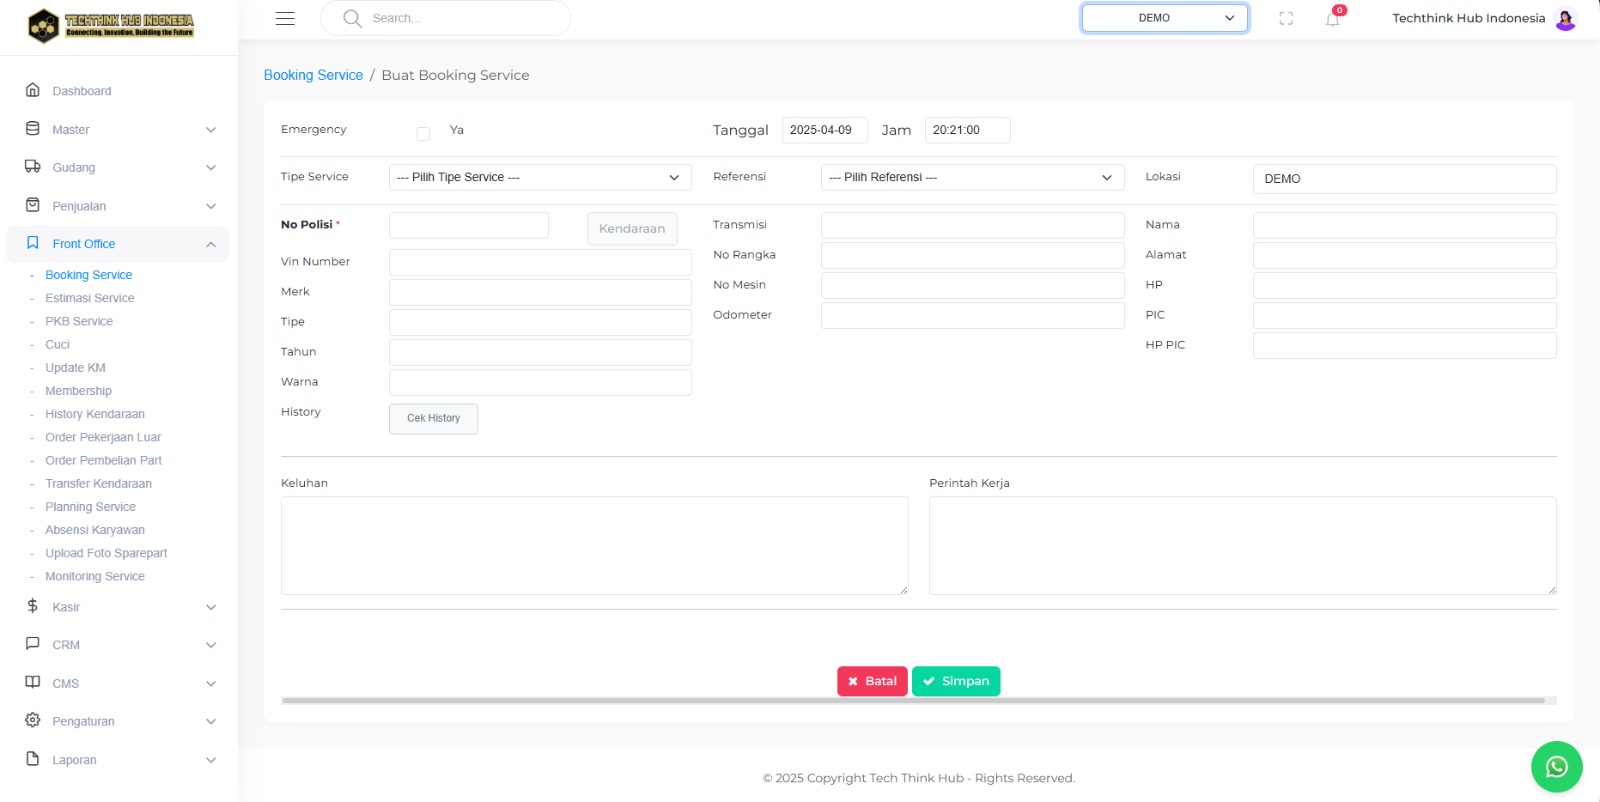 TECHTHINK HUB INDONESIA
Connecting, Inovation, Building the Future
Search...
DEMO
0
Techthink Hub Indonesia
Dashboard
Master
Gudang
Penjualan
Front Office
- Booking Service
- Estimasi Service
- PKB Service
- Cuci
- Update KM
- Membership
- History Kendaraan
- Order Pekerjaan Luar
- Order Pembelian Part
- Transfer Kendaraan
- Planning Service
- Absensi Karyawan
- Upload Foto Sparepart
- Monitoring Service
Kasir
CRM
CMS
Pengaturan
Laporan
Booking Service / Buat Booking Service
Emergency Ya Tanggal 2025-04-09 Jam 20:21:00
Tipe Service --- Pilih Tipe Service --- Referensi --- Pilih Referensi --- Lokasi DEMO
No Polisi * Kendaraan
Vin Number
Merk
Tipe
Tahun
Warna
History Cek History
Transmisi
No Rangka
No Mesin
Odometer
Nama
Alamat
HP
PIC
HP PIC
Keluhan
Perintah Kerja
Batal Simpan
© 2025 Copyright Tech Think Hub - Rights Reserved.